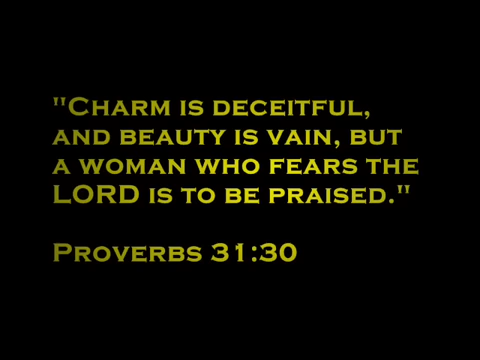 "Charm is deceitful,
and beauty is vain, but
a woman who fears the
LORD is to be praised."
Proverbs 31:30